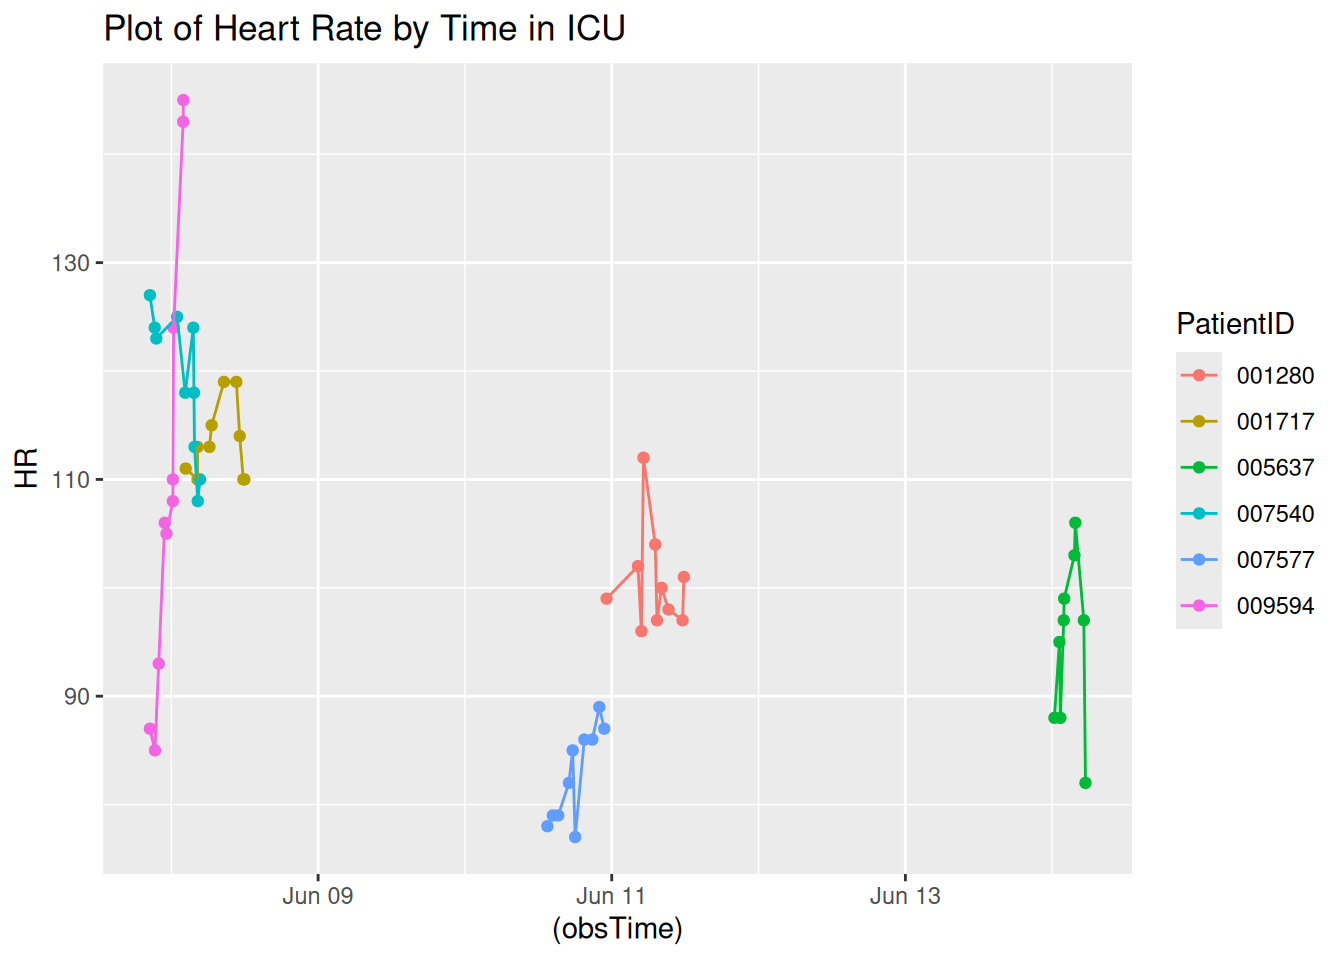 Plot of Heart Rate by Time in ICU
130
110
90
HR
Jun 09
Jun 11
Jun 13
(obsTime)
PatientID
001280
001717
005637
007540
007577
009594